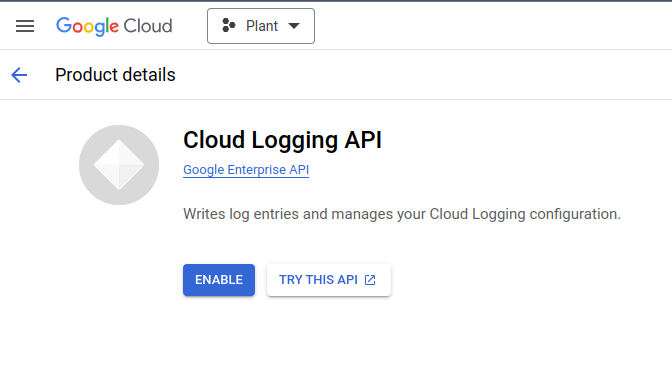 Google Cloud
Plant
Product details
Cloud Logging API
Google Enterprise API
Writes log entries and manages your Cloud Logging configuration.
ENABLE
TRY THIS API